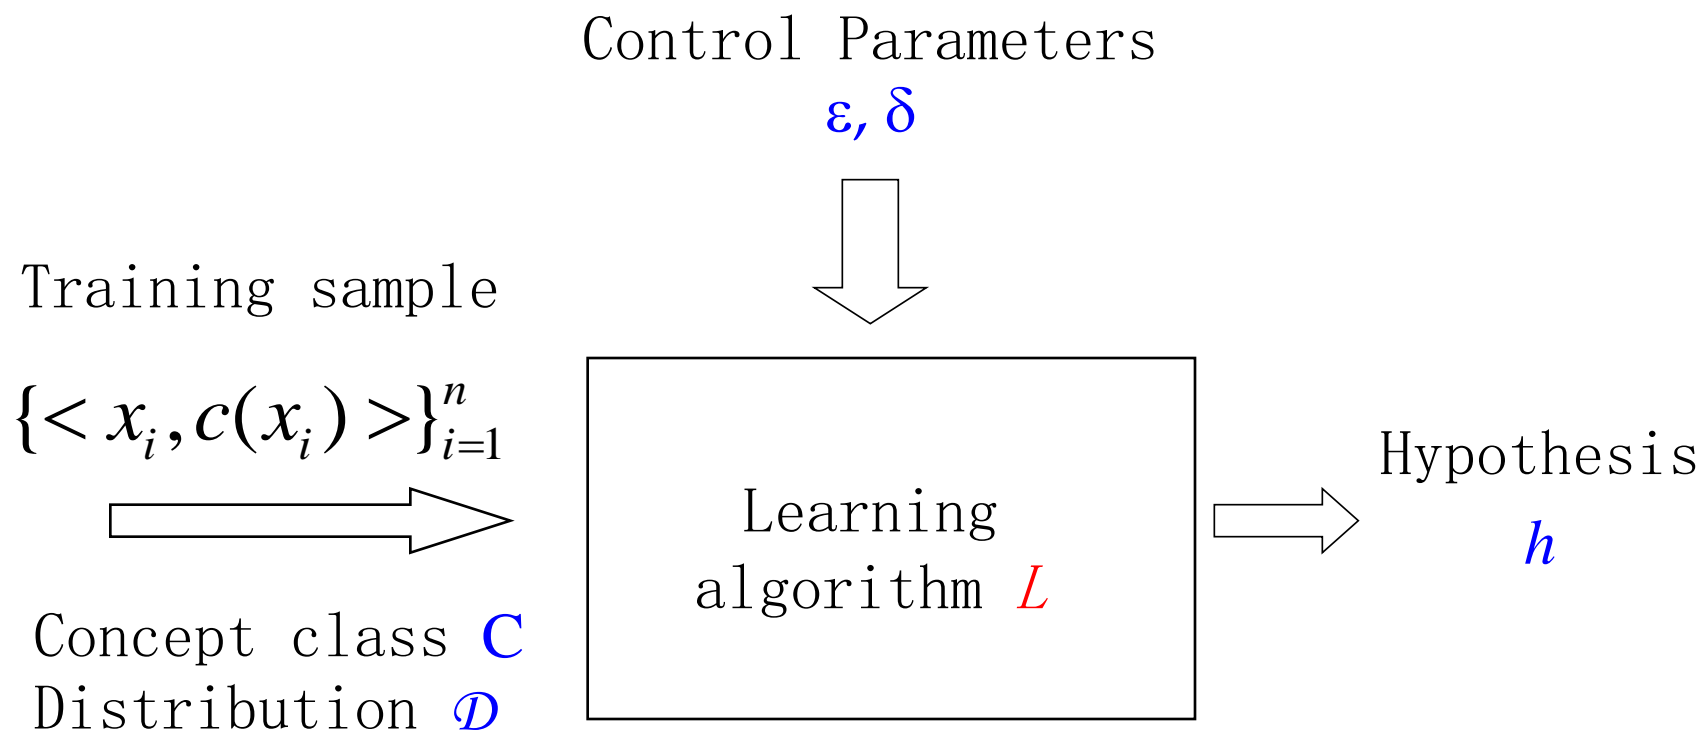 Control Parameters
ε, δ
Training sample
{< x_i, c(x_i) >}_{i=1}^n
Learning
algorithm L
Hypothesis
h
Concept class C
Distribution 𝒟